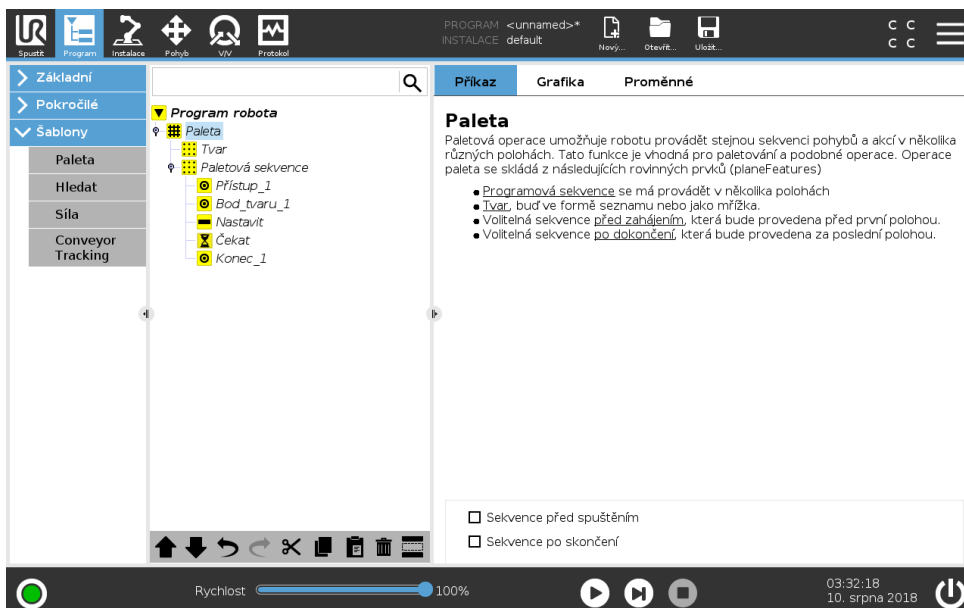 UR
Spustit
Program
Instalace
Pohyb
V/V
Protokol
PROGRAM <unnamed>*
INSTALACE default
Nový...
Otevřít...
Uložit...
C C
C C
Základní
Pokročilé
Šablony
Paleta
Hledat
Síla
Conveyor
Tracking
Program robota
Paleta
Tvar
Paletová sekvence
Přístup_1
Bod_tvaru_1
Nastavit
Čekat
Konec_1
Příkaz
Grafika
Proměnné
Paleta
Paletová operace umožňuje robotu provádět stejnou sekvenci pohybů a akcí v několika
různých polohách. Tato funkce je vhodná pro paletování a podobné operace. Operace
paleta se skládá z následujících rovinných prvků (planeFeatures)
• Programová sekvence se má provádět v několika polohách
• Tvar, buď ve formě seznamu nebo jako mřížka.
• Volitelná sekvence před zahájením, která bude provedena před první polohou.
• Volitelná sekvence po dokončení, která bude provedena za poslední polohou.
Sekvence před spuštěním
Sekvence po skončení
Rychlost
100%
03:32:18
10. srpna 2018